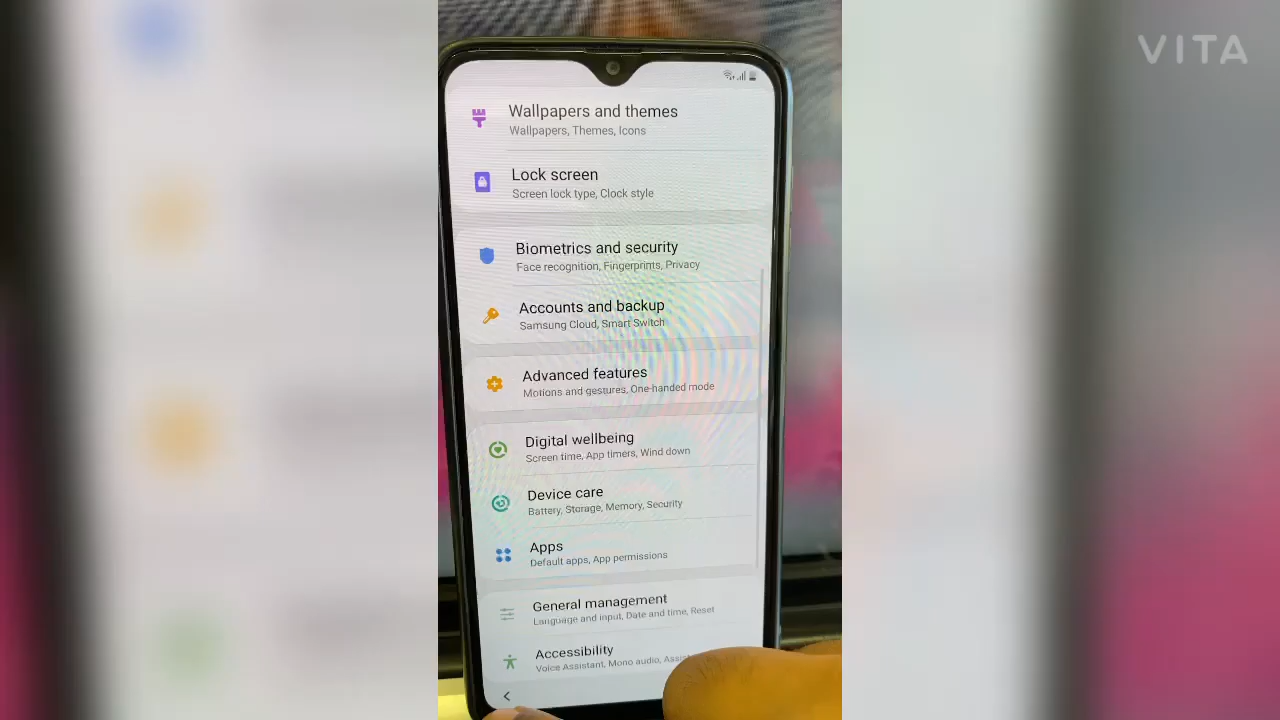 VITA
Wallpapers and themes
Wallpapers, Themes, Icons
Lock screen
Screen lock type, Clock style
Biometrics and security
Face recognition, Fingerprints, Privacy
Accounts and backup
Samsung Cloud, Smart Switch
Advanced features
Motions and gestures, One-handed mode
Digital wellbeing
Screen time, App timers, Wind down
Device care
Battery, Storage, Memory, Security
Apps
Default apps, App permissions
General management
Language and input, Date and time, Reset
Accessibility
Voice Assistant, Mono audio,